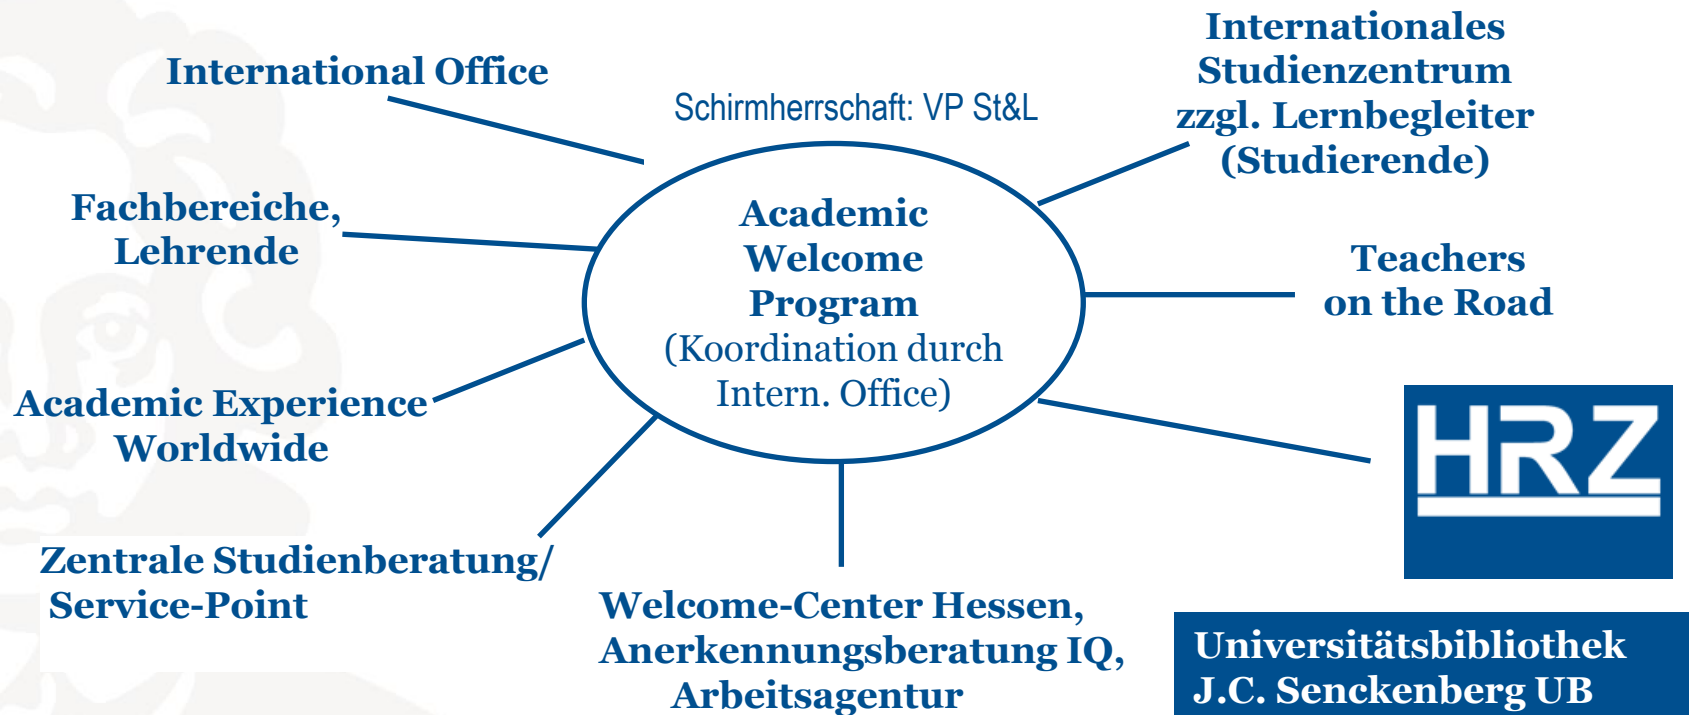 International Office
Internationales
Studienzentrum
zzgl. Lernbegleiter
(Studierende)
Schirmherrschaft: VP St&L
Fachbereiche,
Lehrende
Academic
Welcome
Program
(Koordination durch
Intern. Office)
Teachers
on the Road
Academic Experience
Worldwide
HRZ
Zentrale Studienberatung/
Service-Point
Welcome-Center Hessen,
Anerkennungsberatung IQ,
Arbeitsagentur
Universitätsbibliothek
J.C. Senckenberg UB